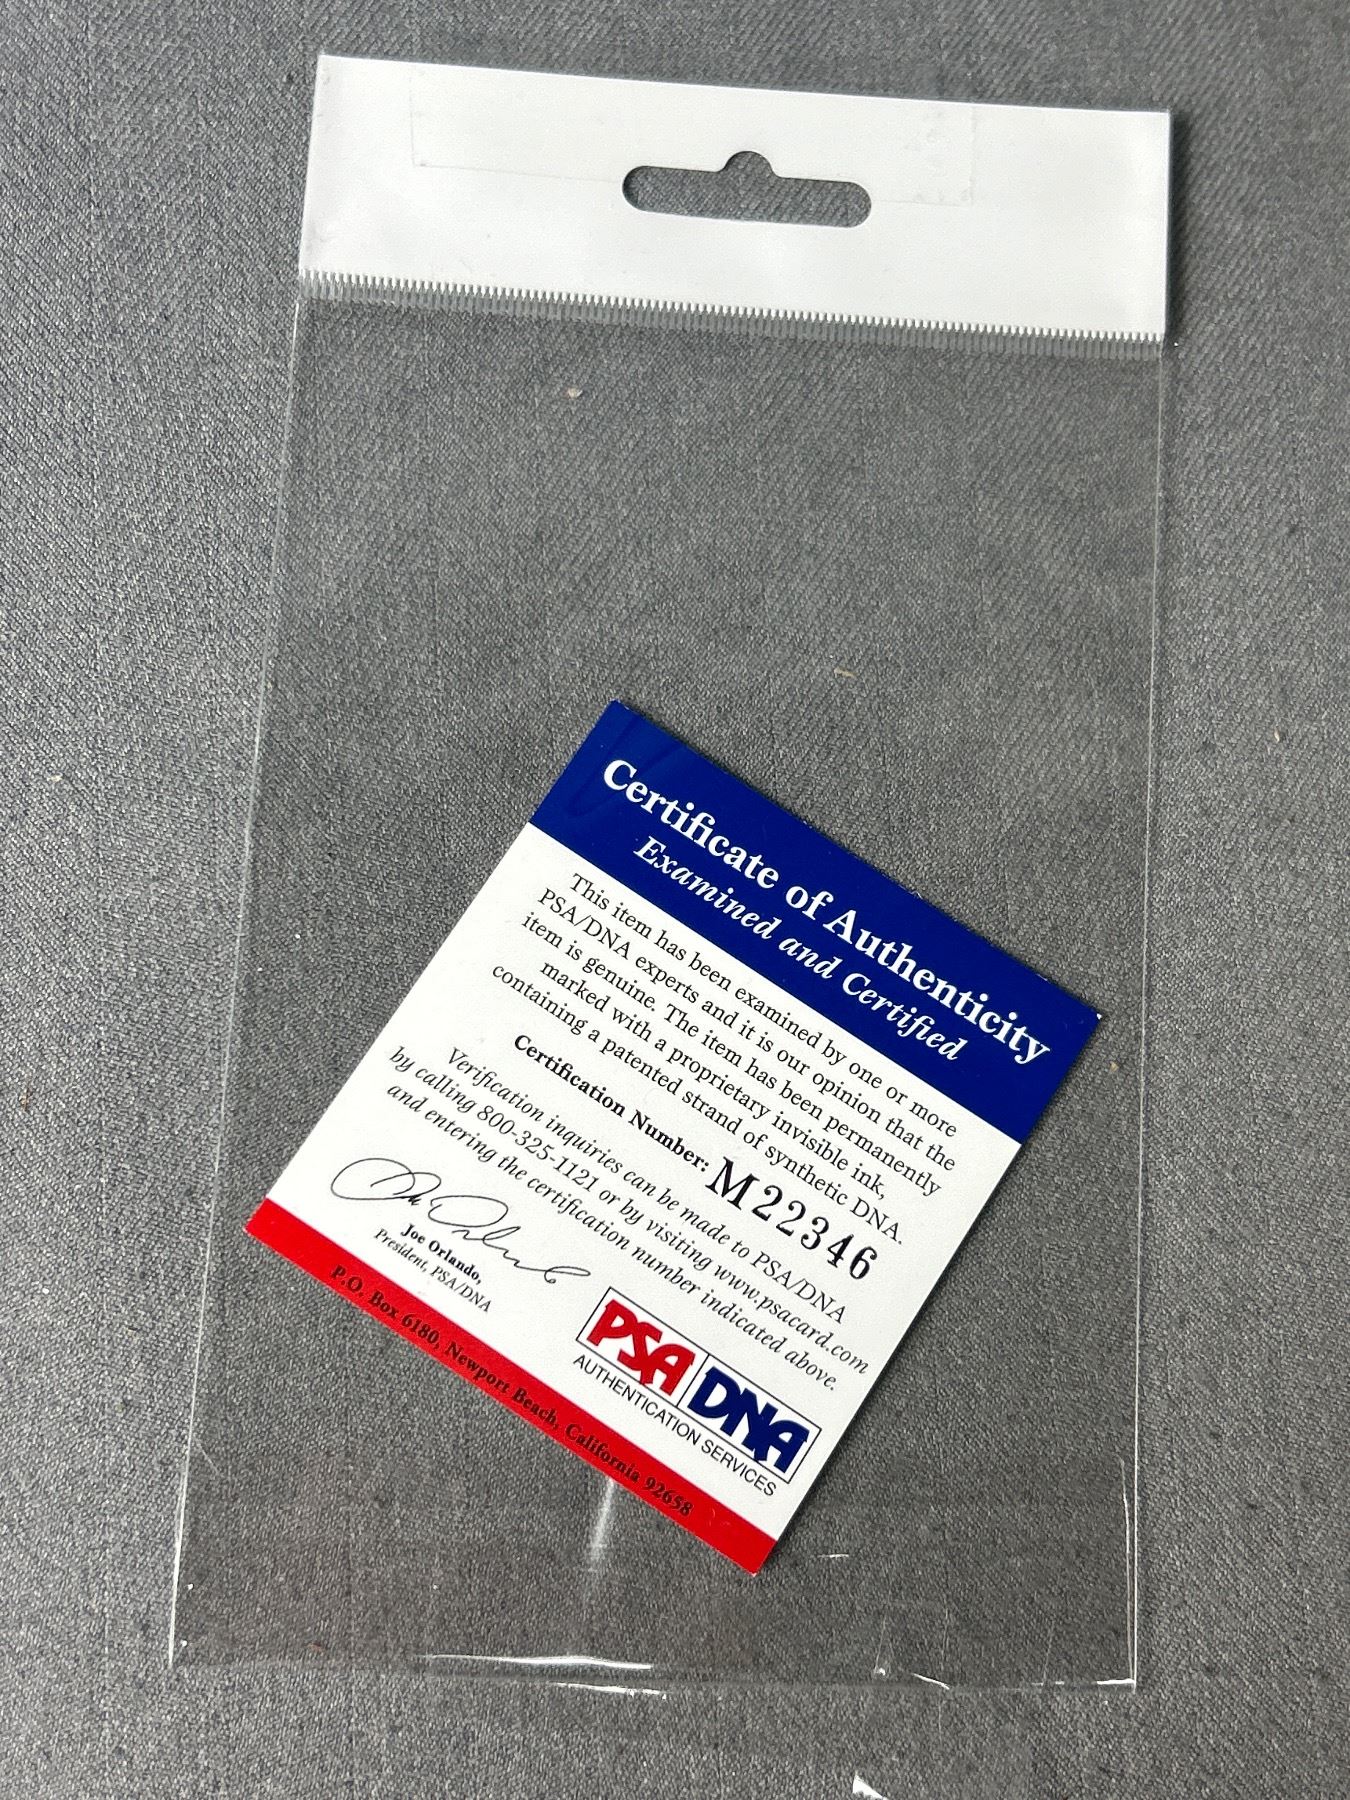 Certificate of Authenticity
Examined and Certified
This item has been examined by one or more
PSA/DNA experts and it is our opinion that the
item is genuine. The item has been permanently
marked with a proprietary invisible ink,
containing a patented strand of synthetic DNA.
Certification Number: M22346
Verification inquiries can be made to PSA/DNA
by calling 800-325-1121 or by visiting www.psacard.com
and entering the certification number indicated above.
Joe Orlando,
President, PSA/DNA
PSA DNA
AUTHENTICATION SERVICES
P.O. Box 6180, Newport Beach, California 92658